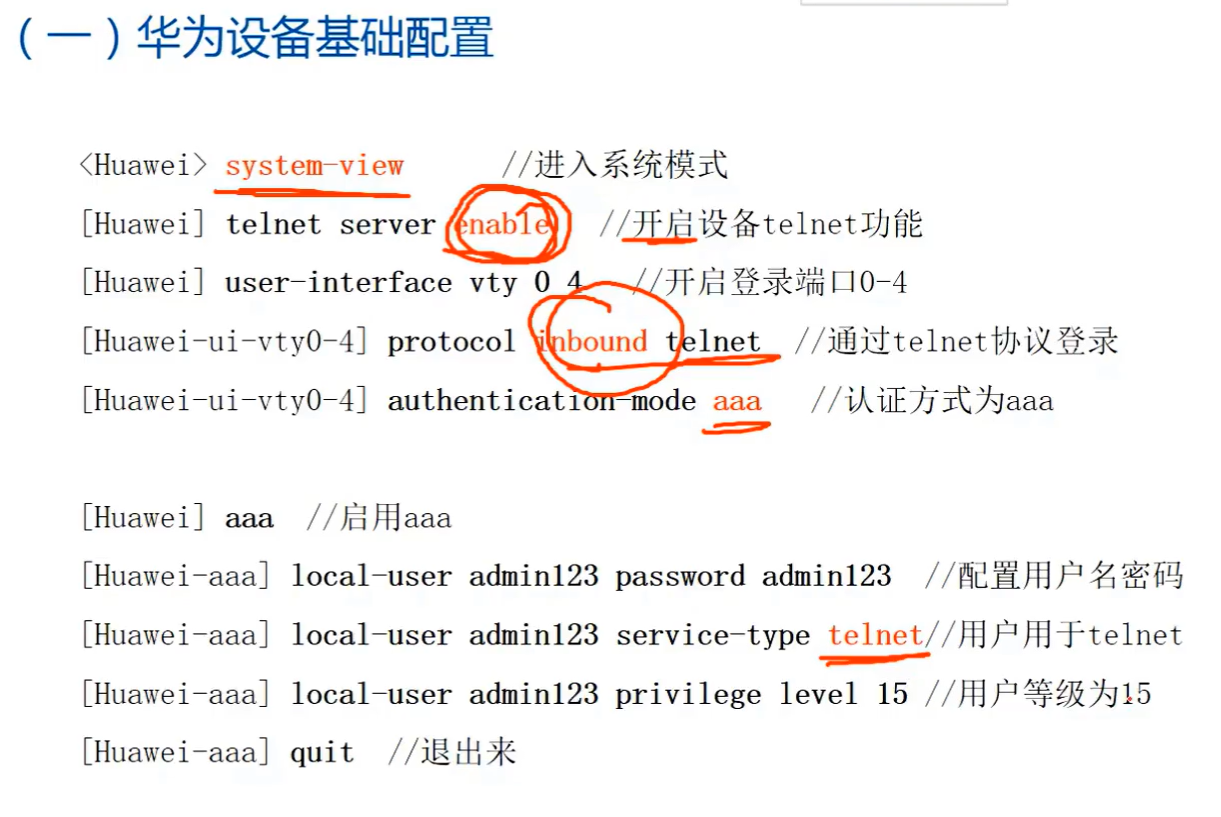 （一）华为设备基础配置
<Huawei> system-view //进入系统模式
[Huawei] telnet server enable //开启设备telnet功能
[Huawei] user-interface vty 0 4 //开启登录端口0-4
[Huawei-ui-vty0-4] protocol inbound telnet //通过telnet协议登录
[Huawei-ui-vty0-4] authentication-mode aaa //认证方式为aaa
[Huawei] aaa //启用aaa
[Huawei-aaa] local-user admin123 password admin123 //配置用户名密码
[Huawei-aaa] local-user admin123 service-type telnet//用户用于telnet
[Huawei-aaa] local-user admin123 privilege level 15 //用户等级为15
[Huawei-aaa] quit //退出来